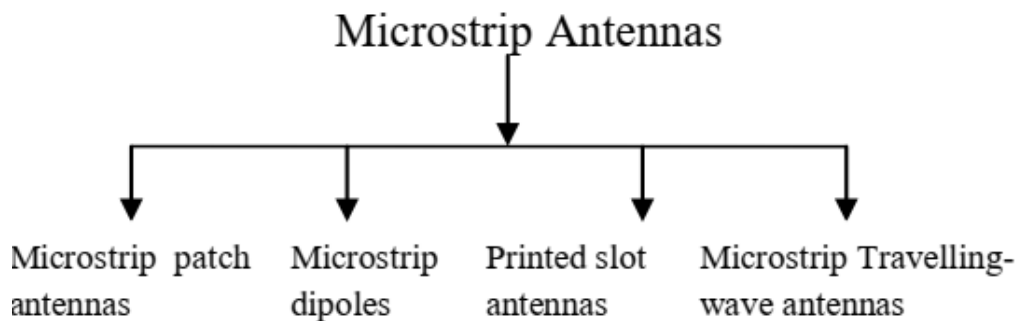 Microstrip Antennas
Microstrip patch antennas
Microstrip dipoles
Printed slot antennas
Microstrip Travelling-wave antennas